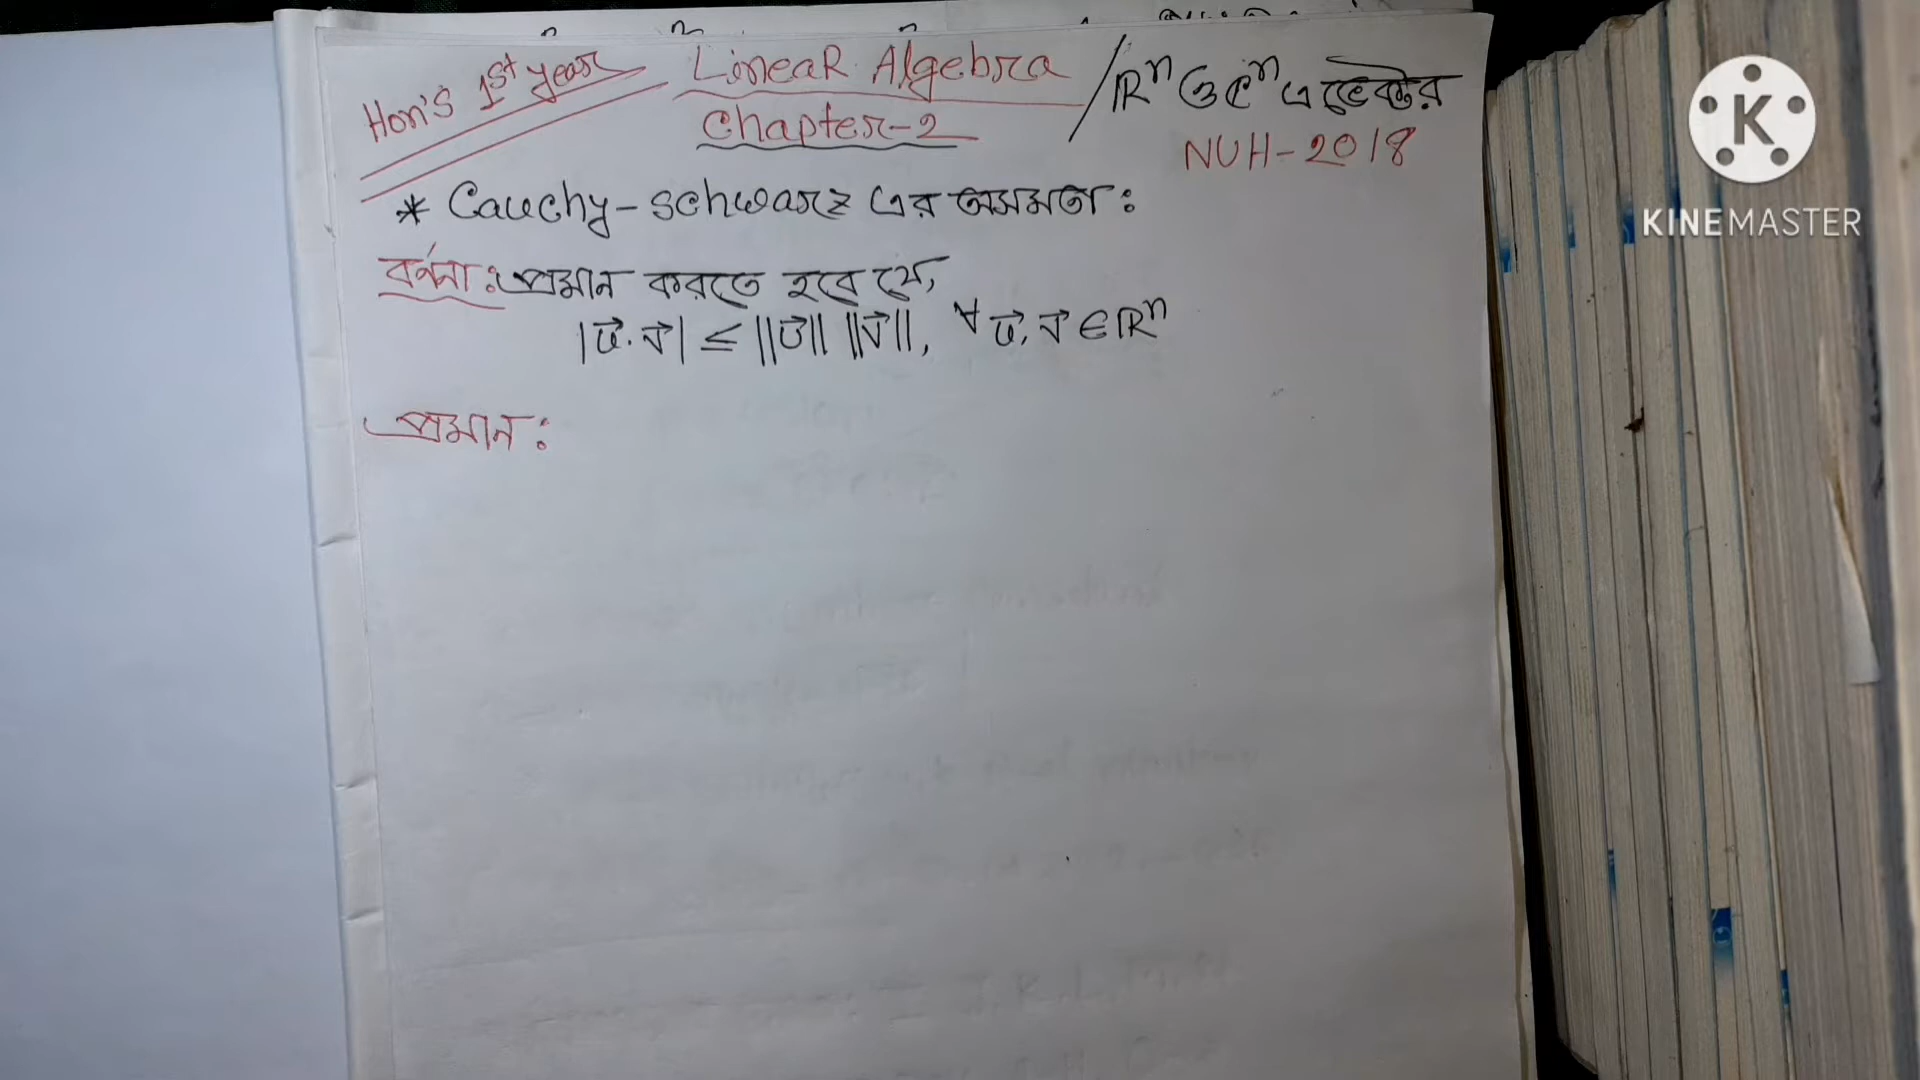 Hon's 1st year
Linear Algebra / ℝⁿ ও ℂⁿ এ ভেক্টর
Chapter-2
NUH-2018
* Cauchy-schwarz এর অসমতা:
বর্ণনা: প্রমান করতে হবে যে,
|u⃗.v⃗| ≤ ||u⃗|| ||v⃗||, ∀ u⃗, v⃗ ∈ ℝⁿ
প্রমান:
K
KINEMASTER